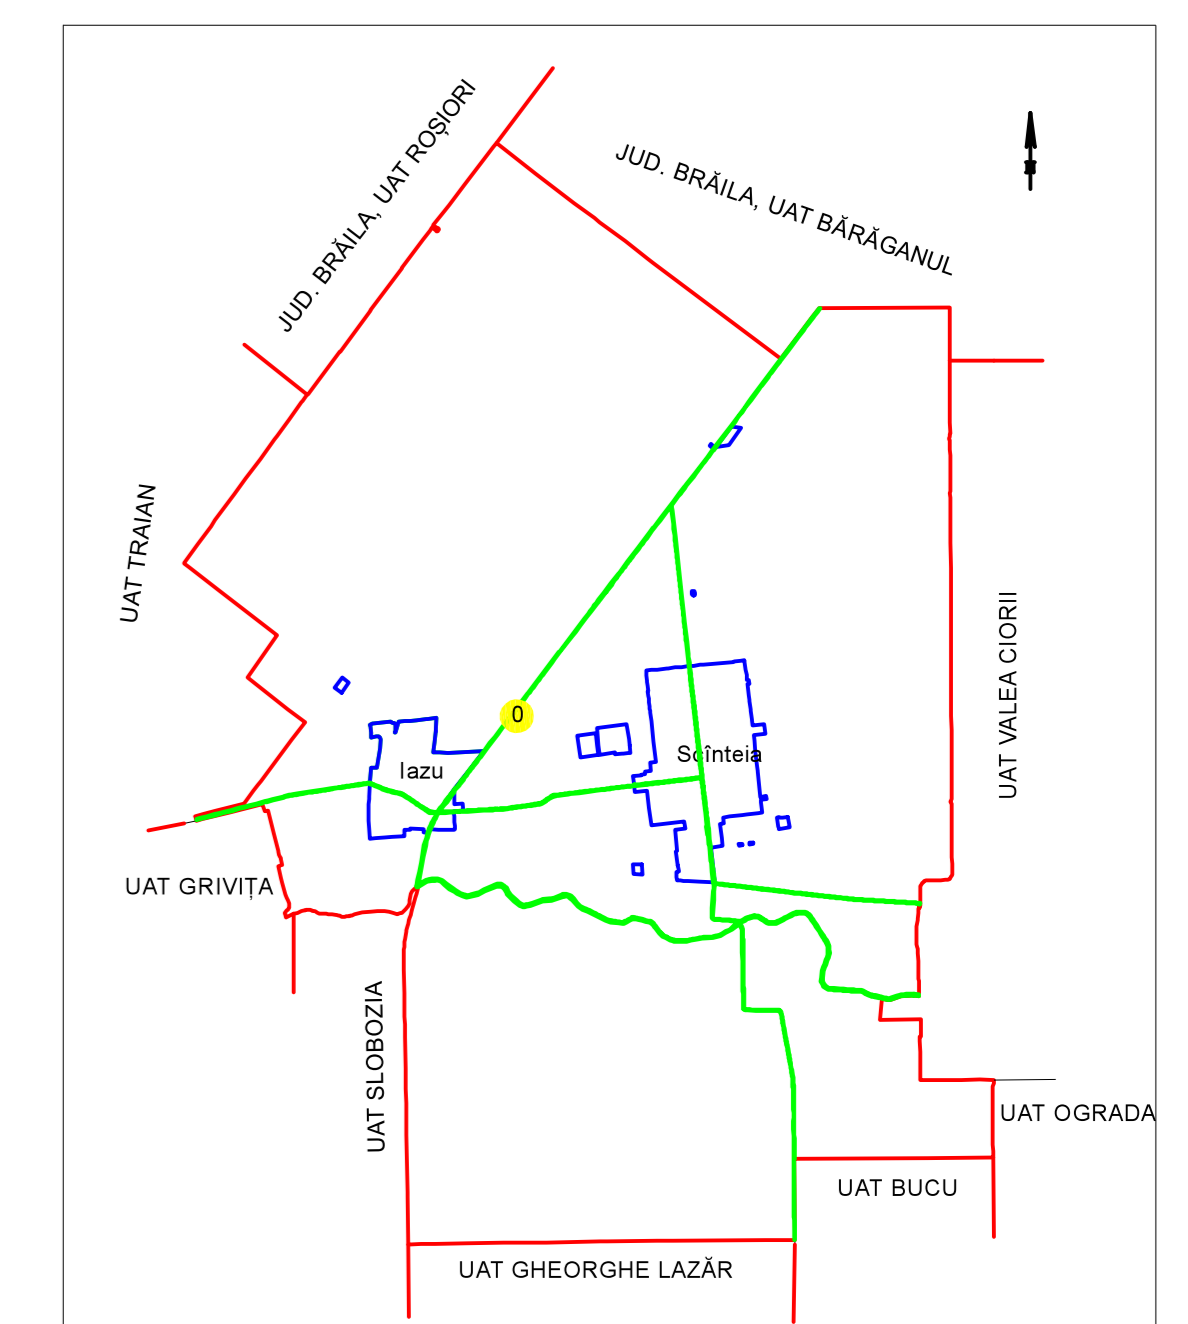 JUD. BRĂILA, UAT ROȘIORI
JUD. BRĂILA, UAT BĂRĂGANUL
UAT TRAIAN
UAT VALEA CIORII
0
Scînteia
Iazu
UAT GRIVIȚA
UAT SLOBOZIA
UAT OGRADA
UAT BUCU
UAT GHEORGHE LAZĂR